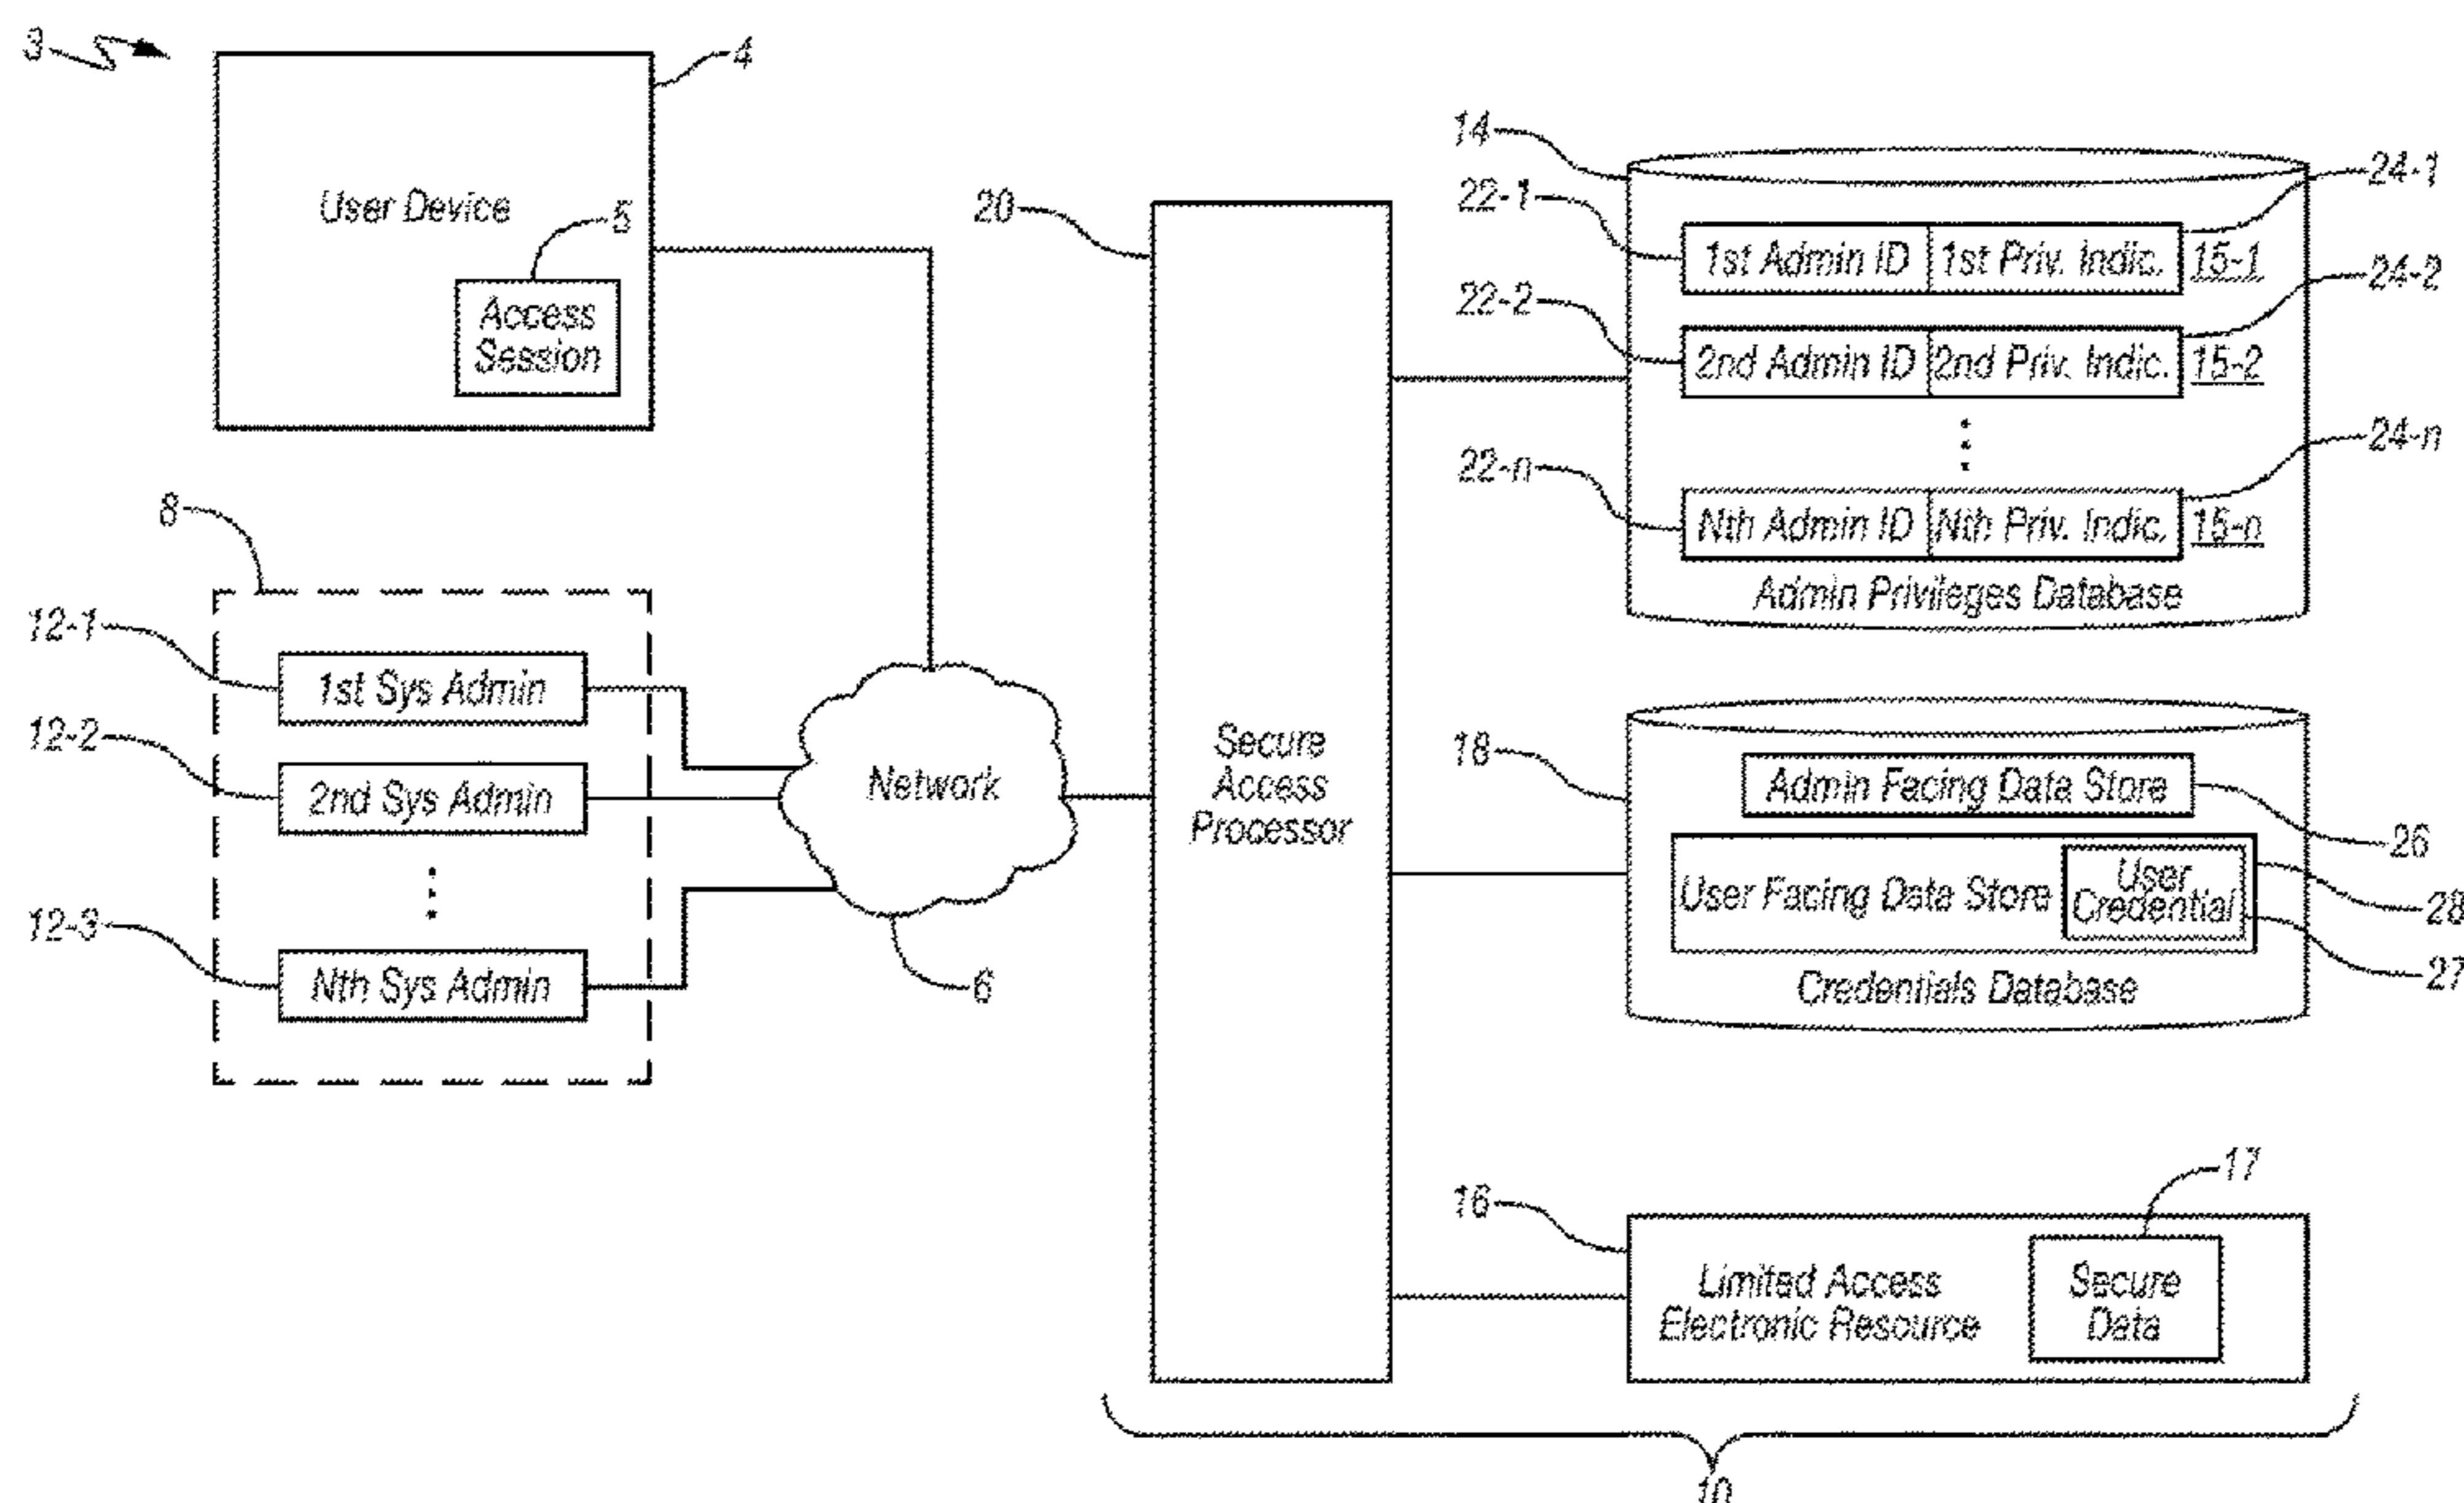 3
4
User Device
5
Access
Session
8
12-1
1st Sys Admin
12-2
2nd Sys Admin
12-3
Nth Sys Admin
Network
6
20
Secure
Access
Processor
14
22-1
1st Admin ID
1st Priv. Indic.
15-1
24-1
22-2
2nd Admin ID
2nd Priv. Indic.
15-2
24-2
22-n
Nth Admin ID
Nth Priv. Indic.
15-n
24-n
Admin Privileges Database
18
Admin Facing Data Store
26
User Facing Data Store
User
Credential
28
27
Credentials Database
16
17
Limited Access
Electronic Resource
Secure
Data
10